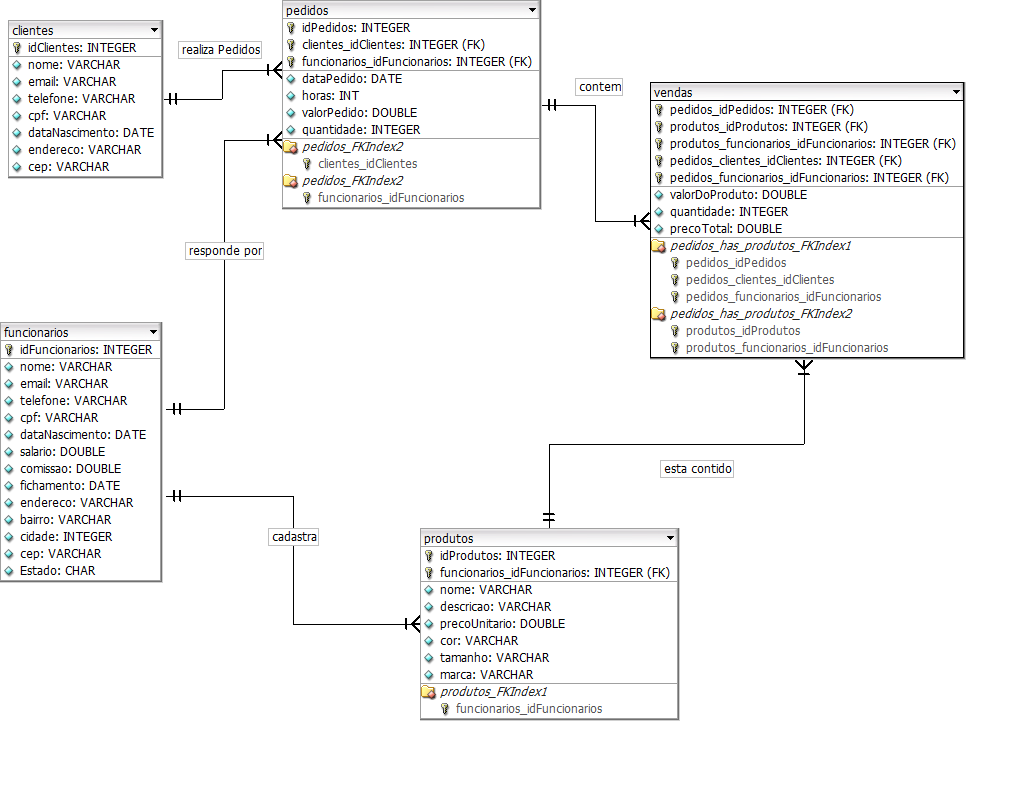 clientes
idClientes: INTEGER
nome: VARCHAR
email: VARCHAR
telefone: VARCHAR
cpf: VARCHAR
dataNascimento: DATE
endereco: VARCHAR
cep: VARCHAR
realiza Pedidos
pedidos
idPedidos: INTEGER
clientes_idClientes: INTEGER (FK)
funcionarios_idFuncionarios: INTEGER (FK)
dataPedido: DATE
horas: INT
valorPedido: DOUBLE
quantidade: INTEGER
pedidos_FKIndex2
clientes_idClientes
pedidos_FKIndex2
funcionarios_idFuncionarios
contem
vendas
pedidos_idPedidos: INTEGER (FK)
produtos_idProdutos: INTEGER (FK)
produtos_funcionarios_idFuncionarios: INTEGER (FK)
pedidos_clientes_idClientes: INTEGER (FK)
pedidos_funcionarios_idFuncionarios: INTEGER (FK)
valorDoProduto: DOUBLE
quantidade: INTEGER
precoTotal: DOUBLE
pedidos_has_produtos_FKIndex1
pedidos_idPedidos
pedidos_clientes_idClientes
pedidos_funcionarios_idFuncionarios
pedidos_has_produtos_FKIndex2
produtos_idProdutos
produtos_funcionarios_idFuncionarios
responde por
funcionarios
idFuncionarios: INTEGER
nome: VARCHAR
email: VARCHAR
telefone: VARCHAR
cpf: VARCHAR
dataNascimento: DATE
salario: DOUBLE
comissao: DOUBLE
fichamento: DATE
endereco: VARCHAR
bairro: VARCHAR
cidade: INTEGER
cep: VARCHAR
Estado: CHAR
esta contido
cadastra
produtos
idProdutos: INTEGER
funcionarios_idFuncionarios: INTEGER (FK)
nome: VARCHAR
descricao: VARCHAR
precoUnitario: DOUBLE
cor: VARCHAR
tamanho: VARCHAR
marca: VARCHAR
produtos_FKIndex1
funcionarios_idFuncionarios